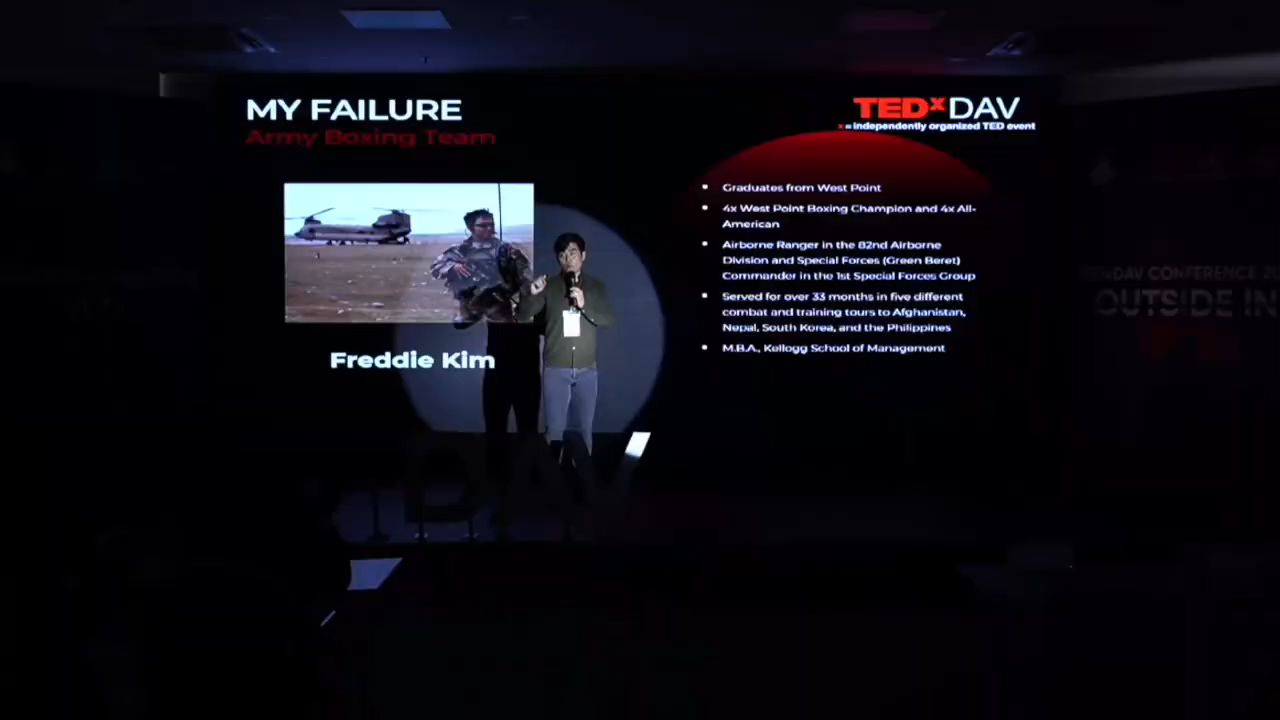 MY FAILURE
Army Boxing Team
TEDxDAV
x = independently organized TED event
Graduates from West Point
4x West Point Boxing Champion and 4x All-
American
Airborne Ranger in the 82nd Airborne
Division and Special Forces (Green Beret)
Commander in the 1st Special Forces Group
Served for over 33 months in five different
combat and training tours to Afghanistan,
Nepal, South Korea, and the Philippines
M.B.A., Kellogg School of Management
Freddie Kim
DAV CONFERENCE
OUTSIDE IN
DAV